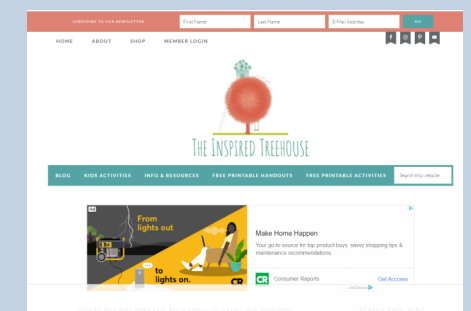 SUBSCRIBE TO OUR NEWSLETTER First Name Last Name E-Mail Address GO
HOME ABOUT SHOP MEMBER LOGIN
THE INSPIRED TREEHOUSE
BLOG KIDS ACTIVITIES INFO & RESOURCES FREE PRINTABLE HANDOUTS FREE PRINTABLE ACTIVITIES Search this website
Ad
From
lights out
to
lights on.
CR
Make Home Happen
Your go-to source for top product buys, savvy shopping tips &
maintenance recommendations.
CR Consumer Reports Get Access